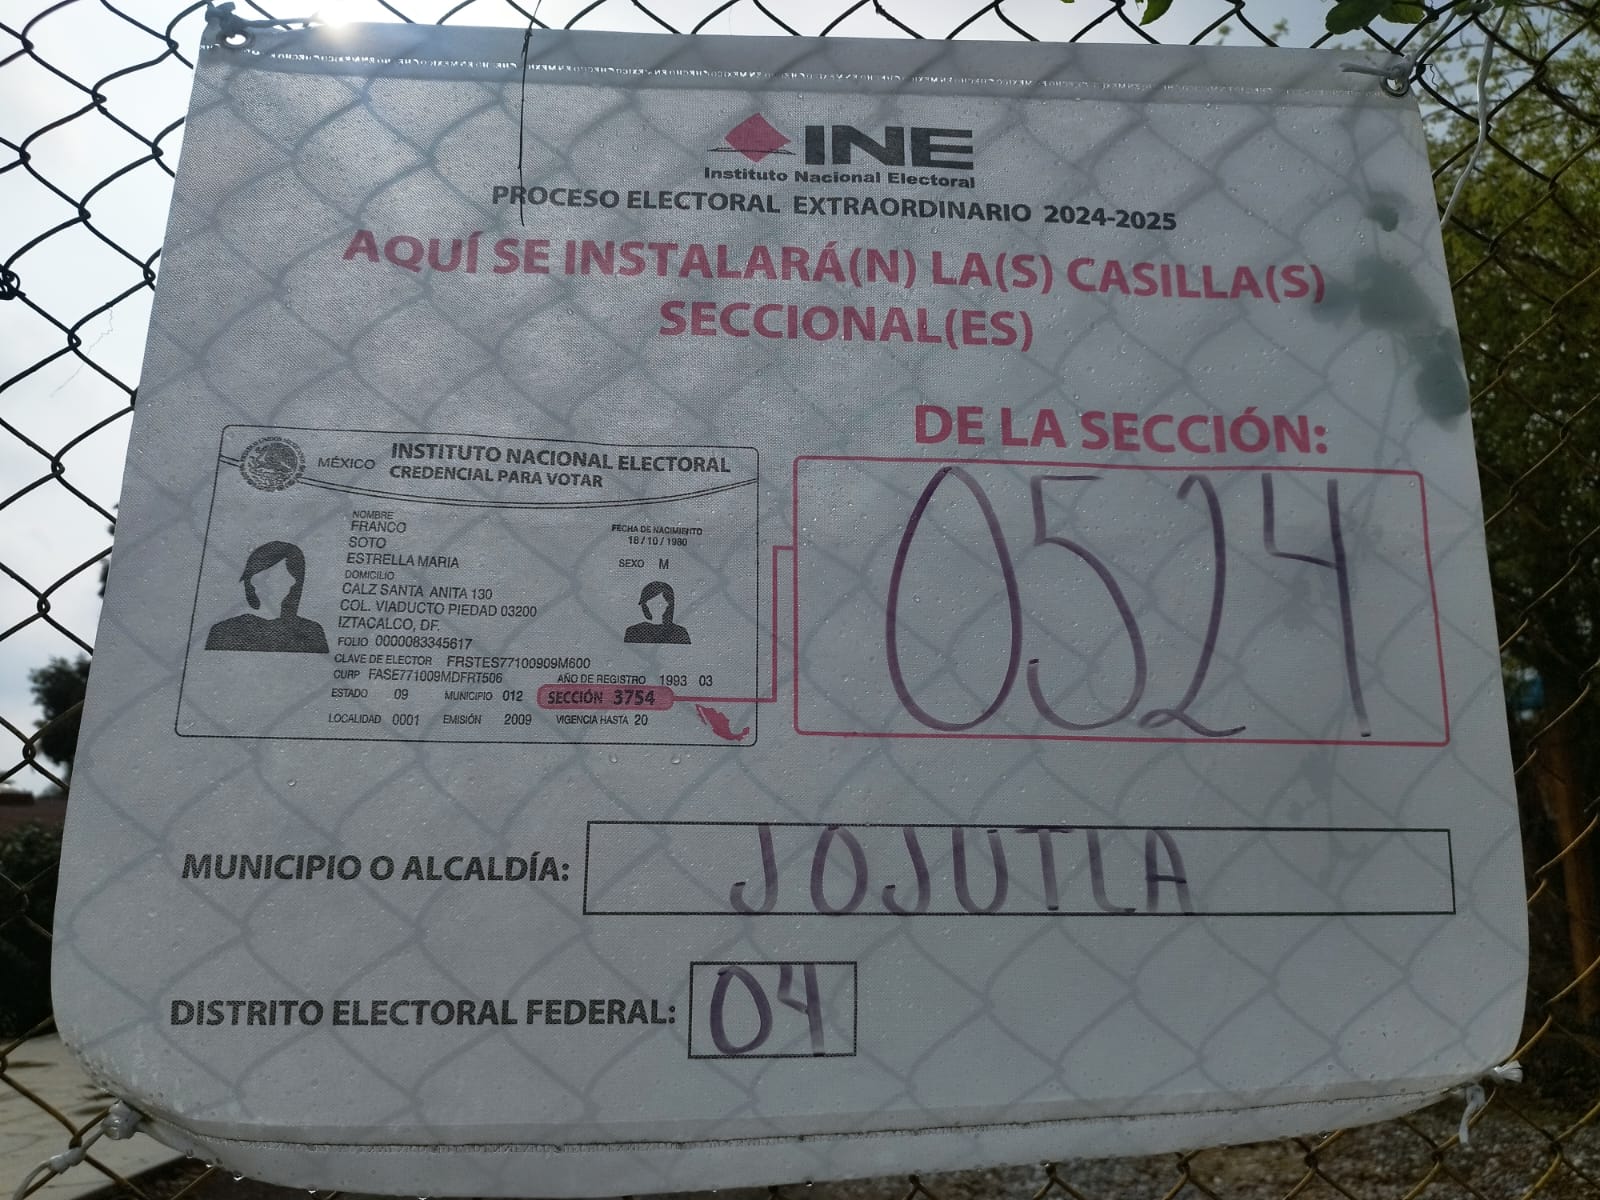 INE
Instituto Nacional Electoral
PROCESO ELECTORAL EXTRAORDINARIO 2024-2025
AQUÍ SE INSTALARÁ(N) LA(S) CASILLA(S)
SECCIONAL(ES)
DE LA SECCIÓN:
0524
MÉXICO
INSTITUTO NACIONAL ELECTORAL
CREDENCIAL PARA VOTAR
NOMBRE
FRANCO
SOTO
ESTRELLA MARIA
FECHA DE NACIMIENTO
18/10/1980
SEXO M
DOMICILIO
CALZ SANTA ANITA 130
COL. VIADUCTO PIEDAD 03200
IZTACALCO, DF.
FOLIO 0000083345617
CLAVE DE ELECTOR FRSTES77100909M600
CURP FASE771009MDFRT506 AÑO DE REGISTRO 1993 03
ESTADO 09 MUNICIPIO 012 SECCIÓN 3754
LOCALIDAD 0001 EMISIÓN 2009 VIGENCIA HASTA 20
MUNICIPIO O ALCALDÍA: JOJUTLA
DISTRITO ELECTORAL FEDERAL: 04